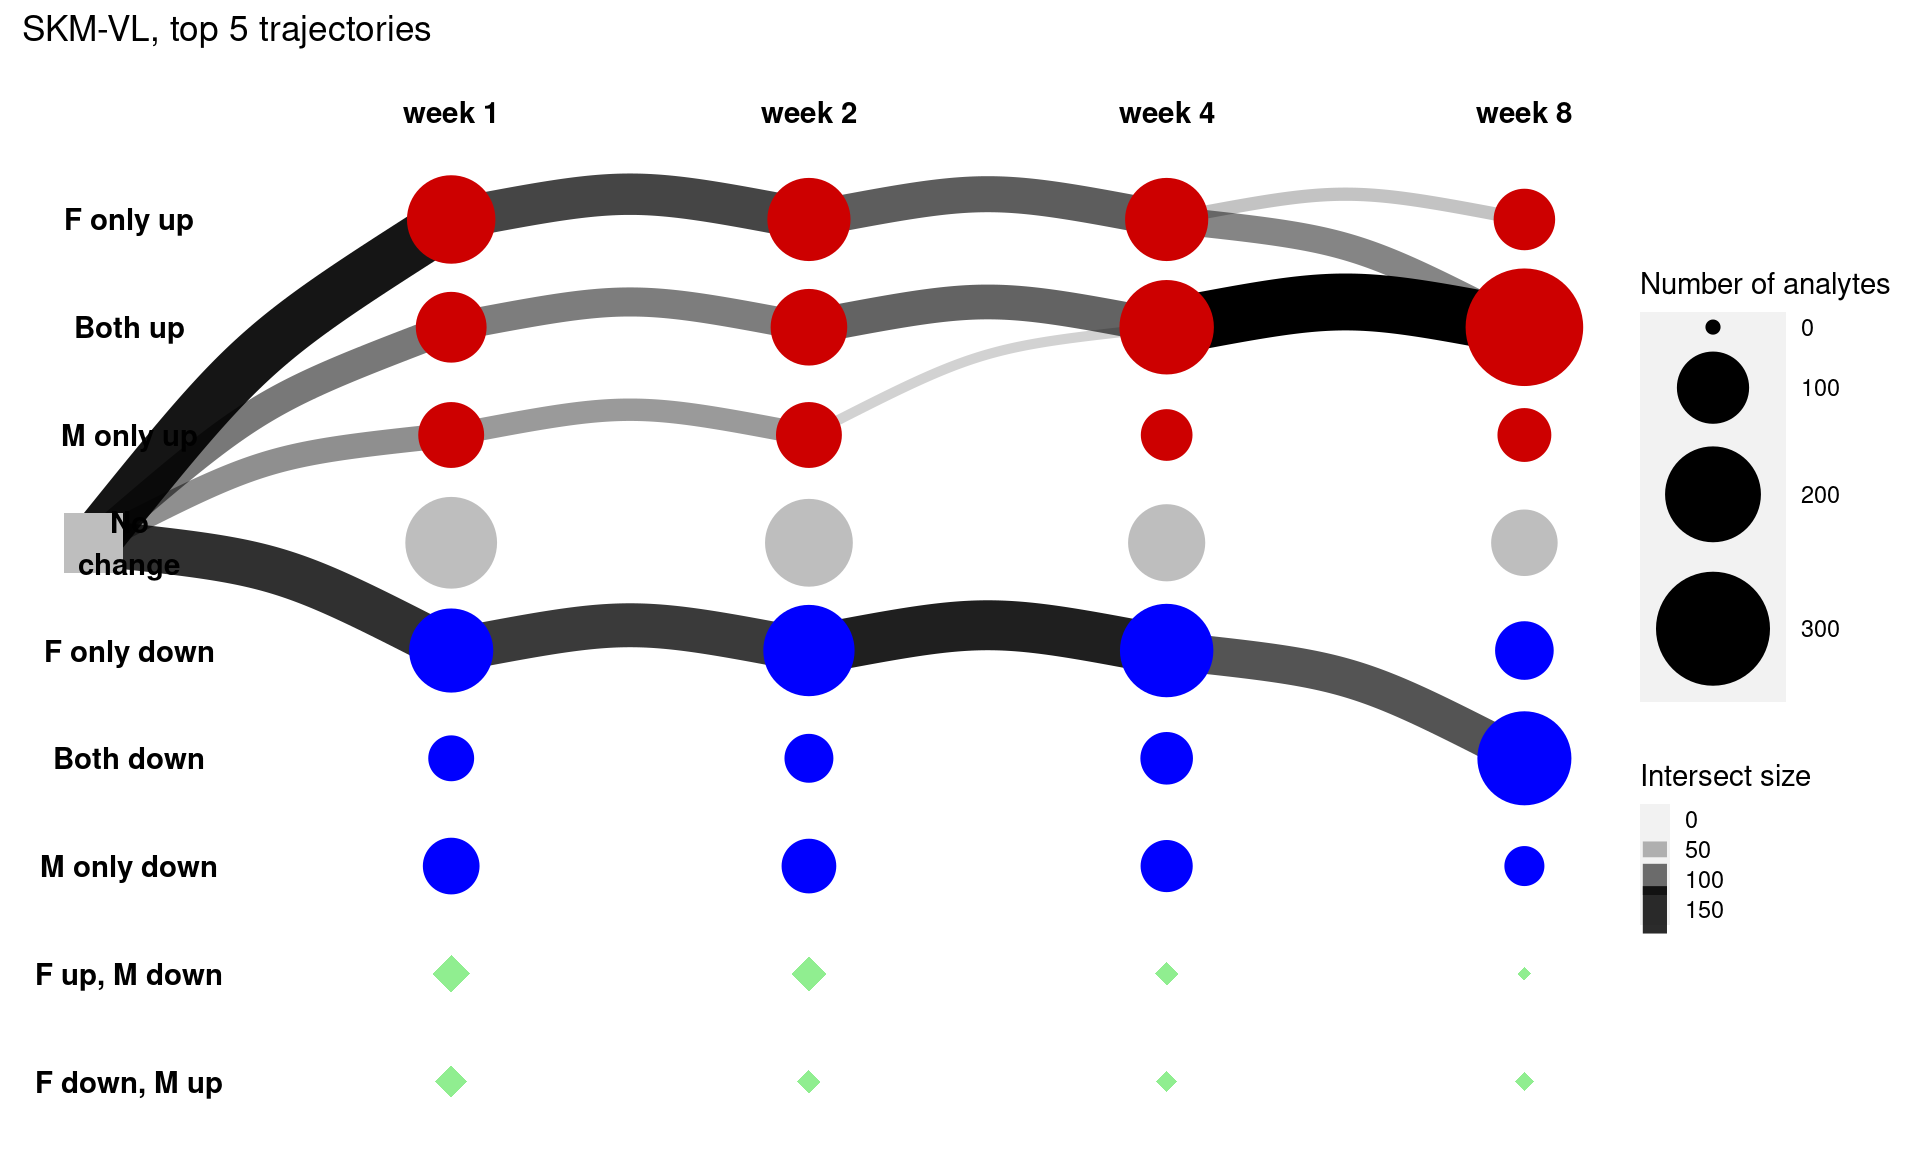 SKM-VL, top 5 trajectories
week 1
week 2
week 4
week 8
F only up
Both up
M only up
No
change
F only down
Both down
M only down
F up, M down
F down, M up
Number of analytes
0
100
200
300
Intersect size
0
50
100
150